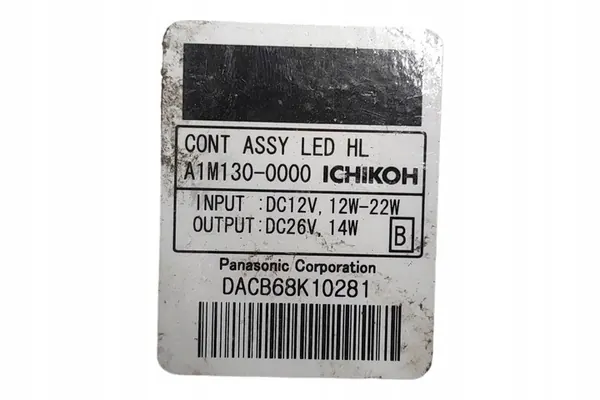 CONT ASSY LED HL
A1M130-0000 ICHIKOH
INPUT :DC12V, 12W-22W
OUTPUT:DC26V, 14W B
Panasonic Corporation
DACB68K10281